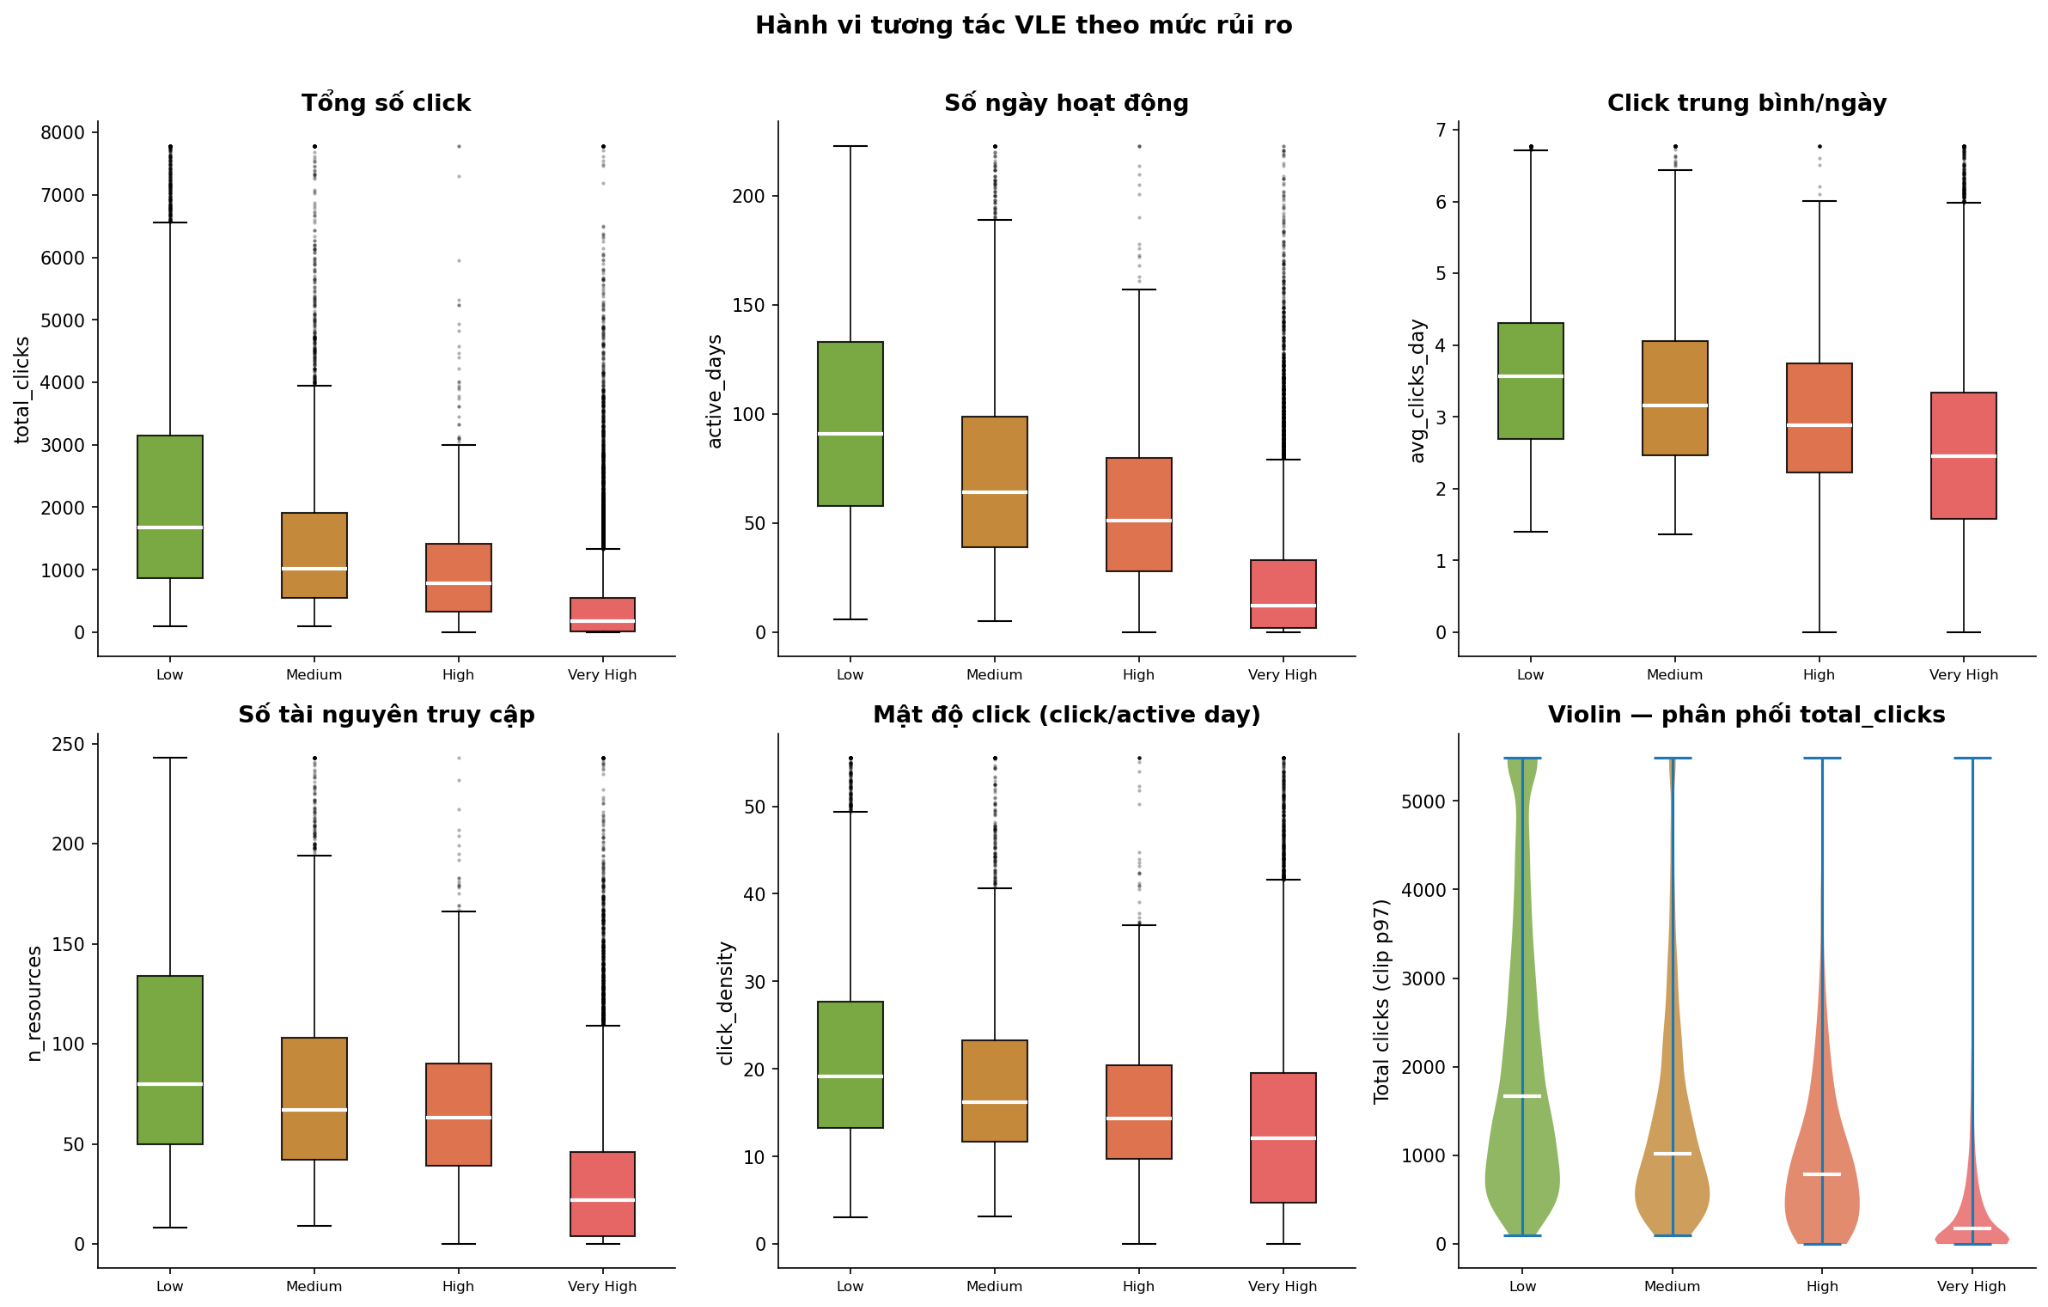 Hành vi tương tác VLE theo mức rủi ro
Tổng số click
8000
7000
6000
5000
4000
3000
2000
1000
0
total_clicks
Low Medium High Very High
Số ngày hoạt động
200
150
100
50
0
active_days
Low Medium High Very High
Click trung bình/ngày
7
6
5
4
3
2
1
0
avg_clicks_day
Low Medium High Very High
Số tài nguyên truy cập
250
200
150
100
50
0
n_resources
Low Medium High Very High
Mật độ click (click/active day)
50
40
30
20
10
0
click_density
Low Medium High Very High
Violin — phân phối total_clicks
5000
4000
3000
2000
1000
0
Total clicks (clip p97)
Low Medium High Very High